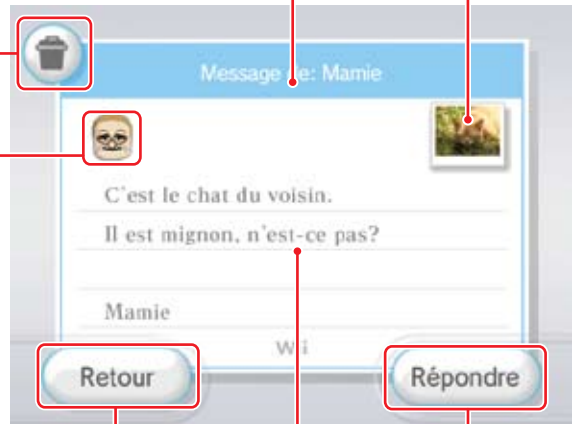 Message de: Mamie
C'est le chat du voisin.
Il est mignon, n'est-ce pas?
Mamie
Wii
Retour
Répondre